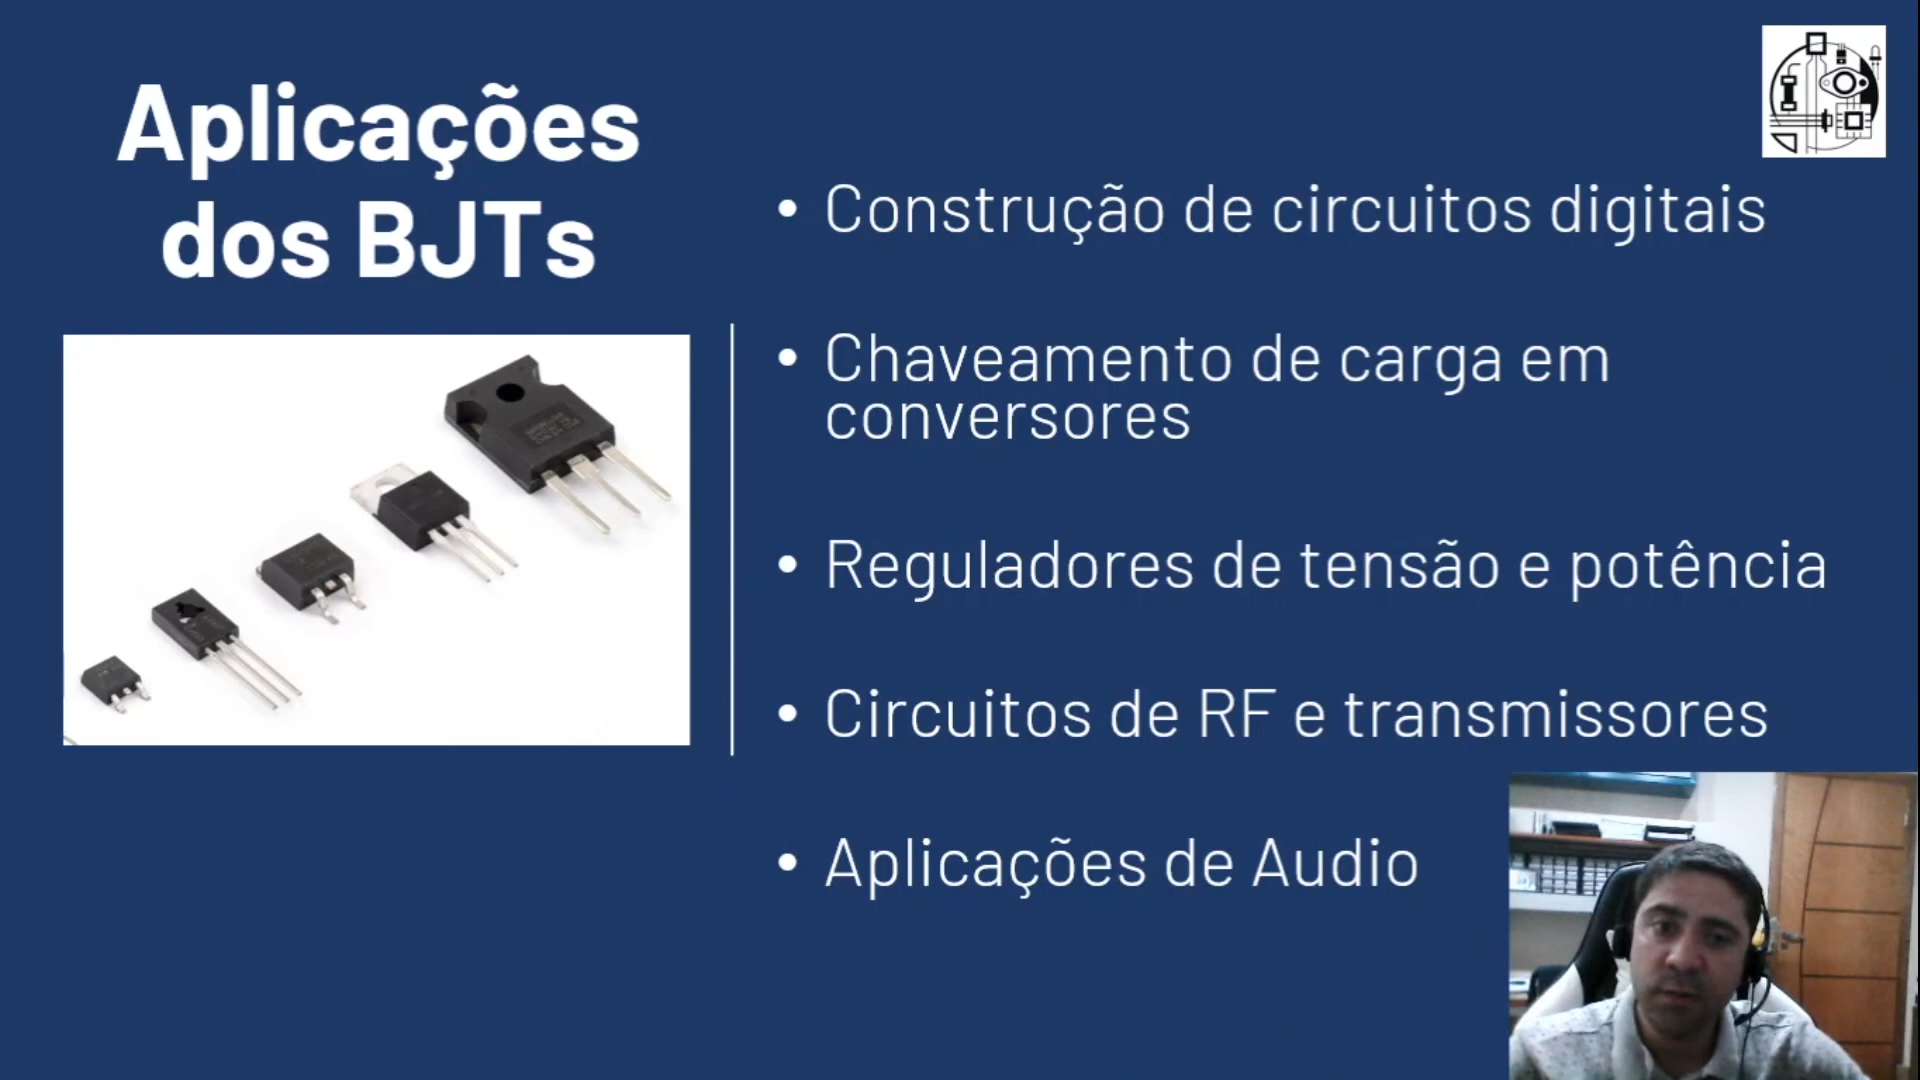 Aplicações
dos BJTs
• Construção de circuitos digitais
• Chaveamento de carga em
conversores
• Reguladores de tensão e potência
• Circuitos de RF e transmissores
• Aplicações de Audio